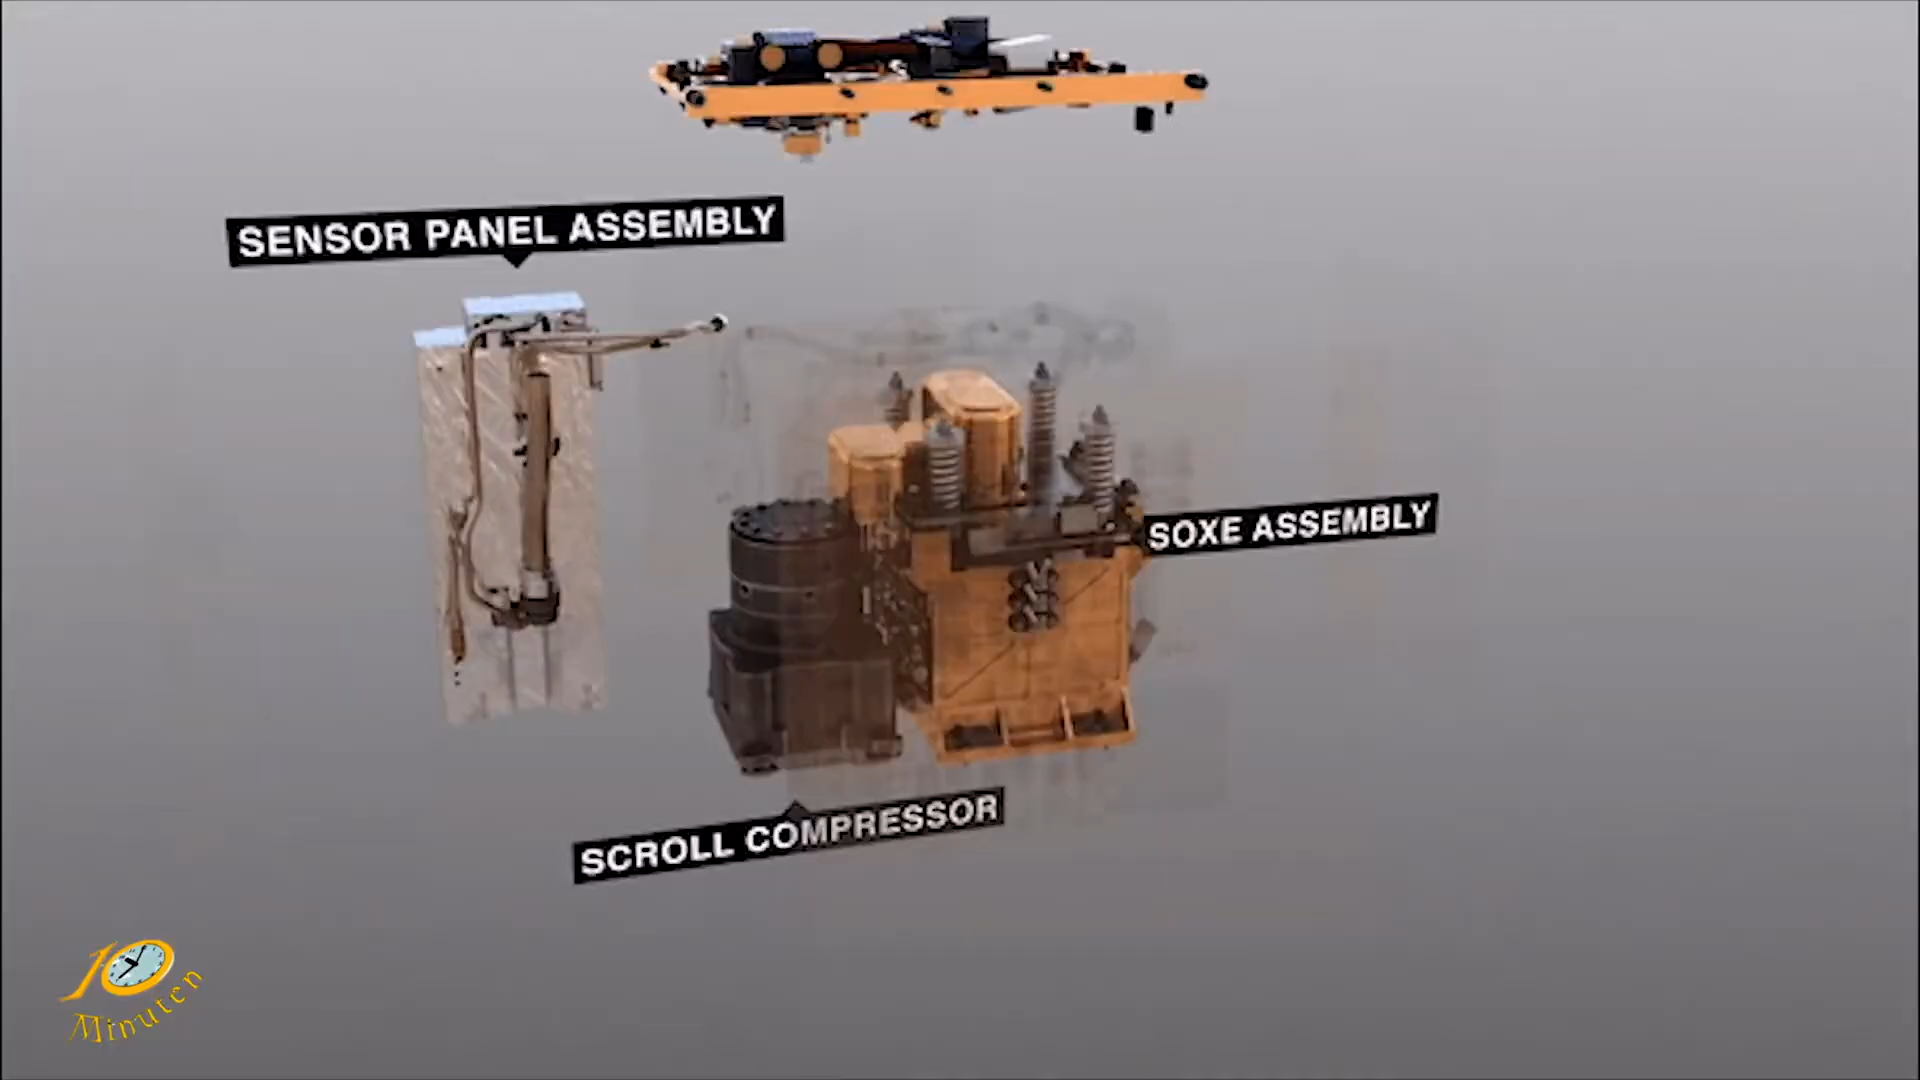 SENSOR PANEL ASSEMBLY
SOXE ASSEMBLY
SCROLL COMPRESSOR
10
Minuten